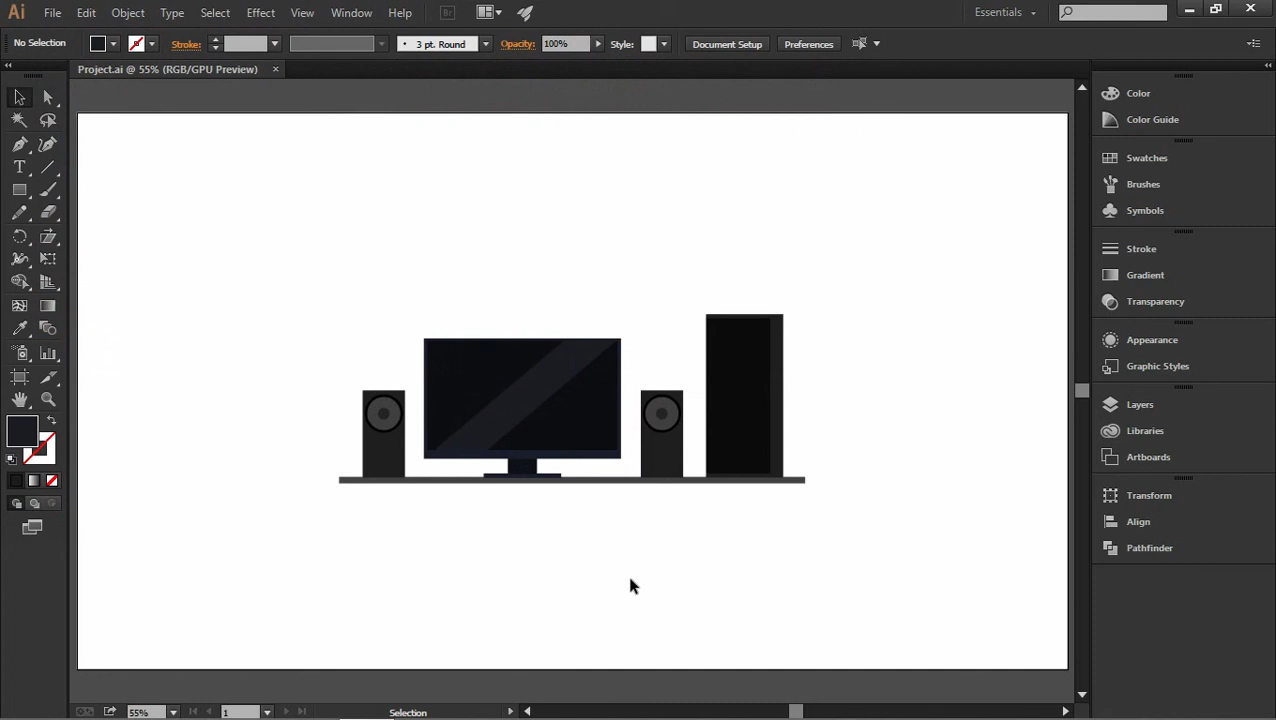 Ai File Edit Object Type Select Effect View Window Help Br Essentials
No Selection Stroke: 3 pt. Round Opacity: 100% Style: Document Setup Preferences
Project.ai @ 55% (RGB/GPU Preview) ×
Color
Color Guide
Swatches
Brushes
Symbols
Stroke
Gradient
Transparency
Appearance
Graphic Styles
Layers
Libraries
Artboards
Transform
Align
Pathfinder
55% 1 Selection